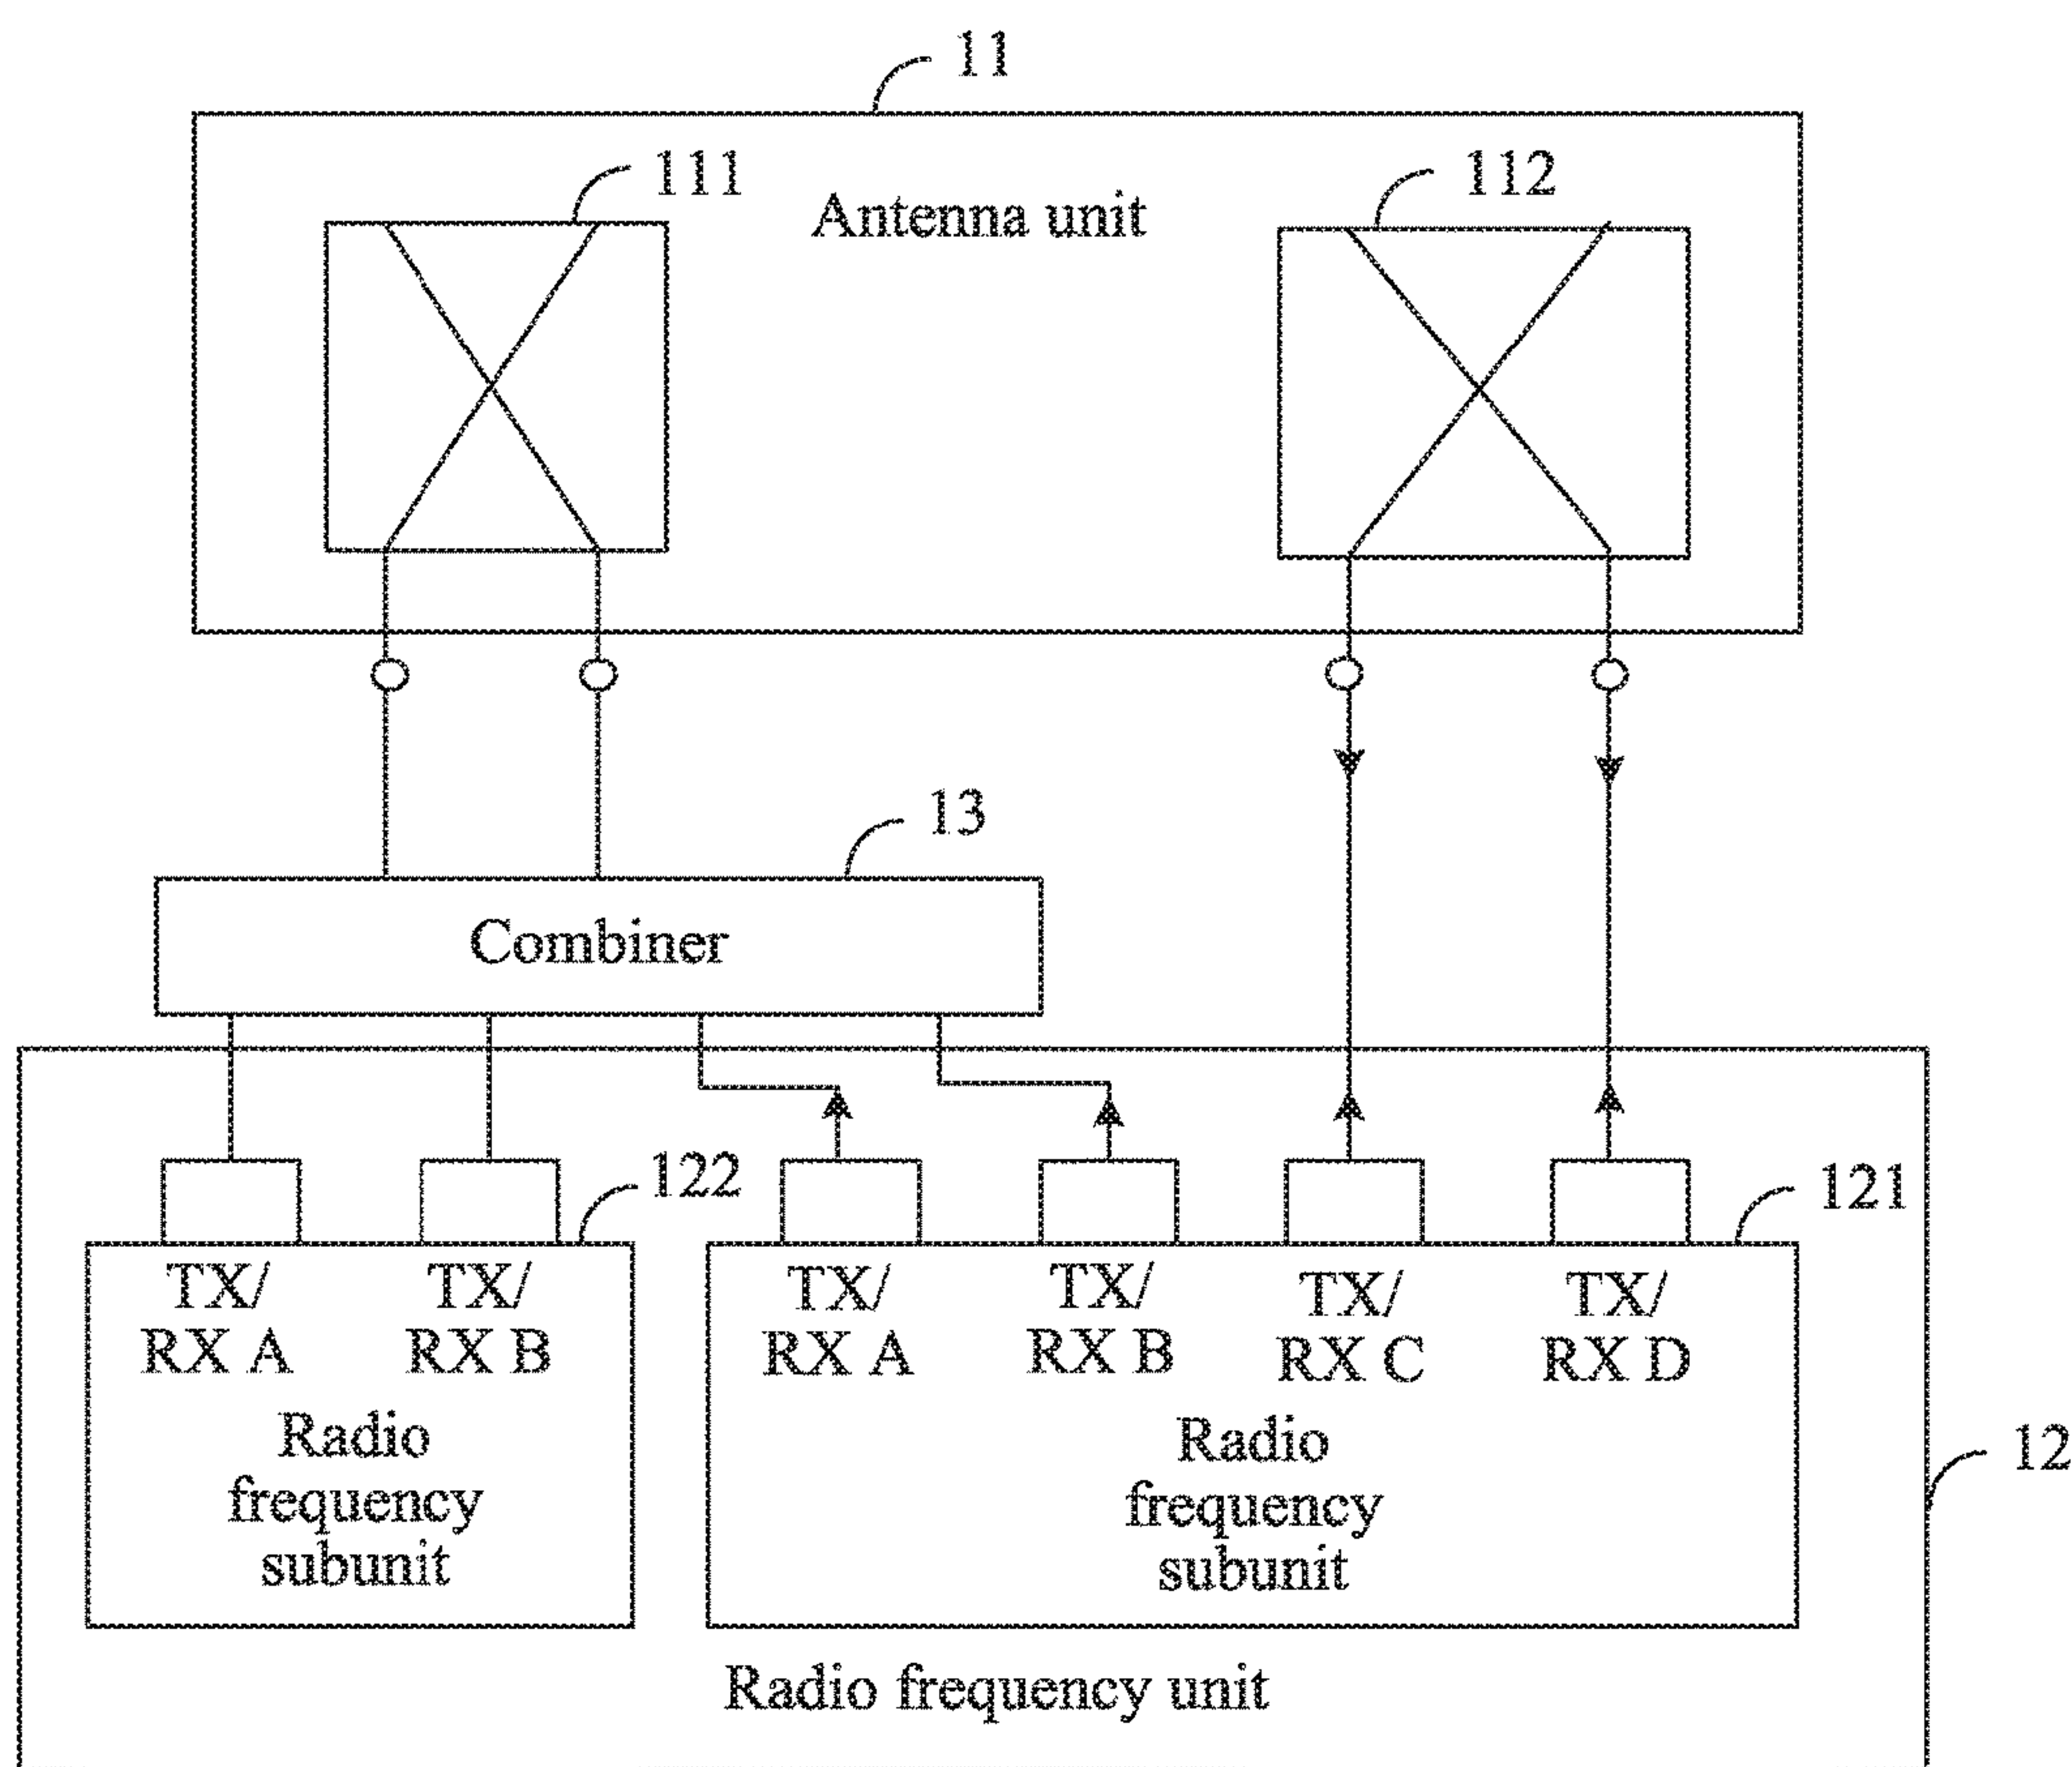 11
111
Antenna unit
112
13
Combiner
122
121
TX/
RX A
TX/
RX B
TX/
RX A
TX/
RX B
TX/
RX C
TX/
RX D
Radio
frequency
subunit
Radio
frequency
subunit
12
Radio frequency unit